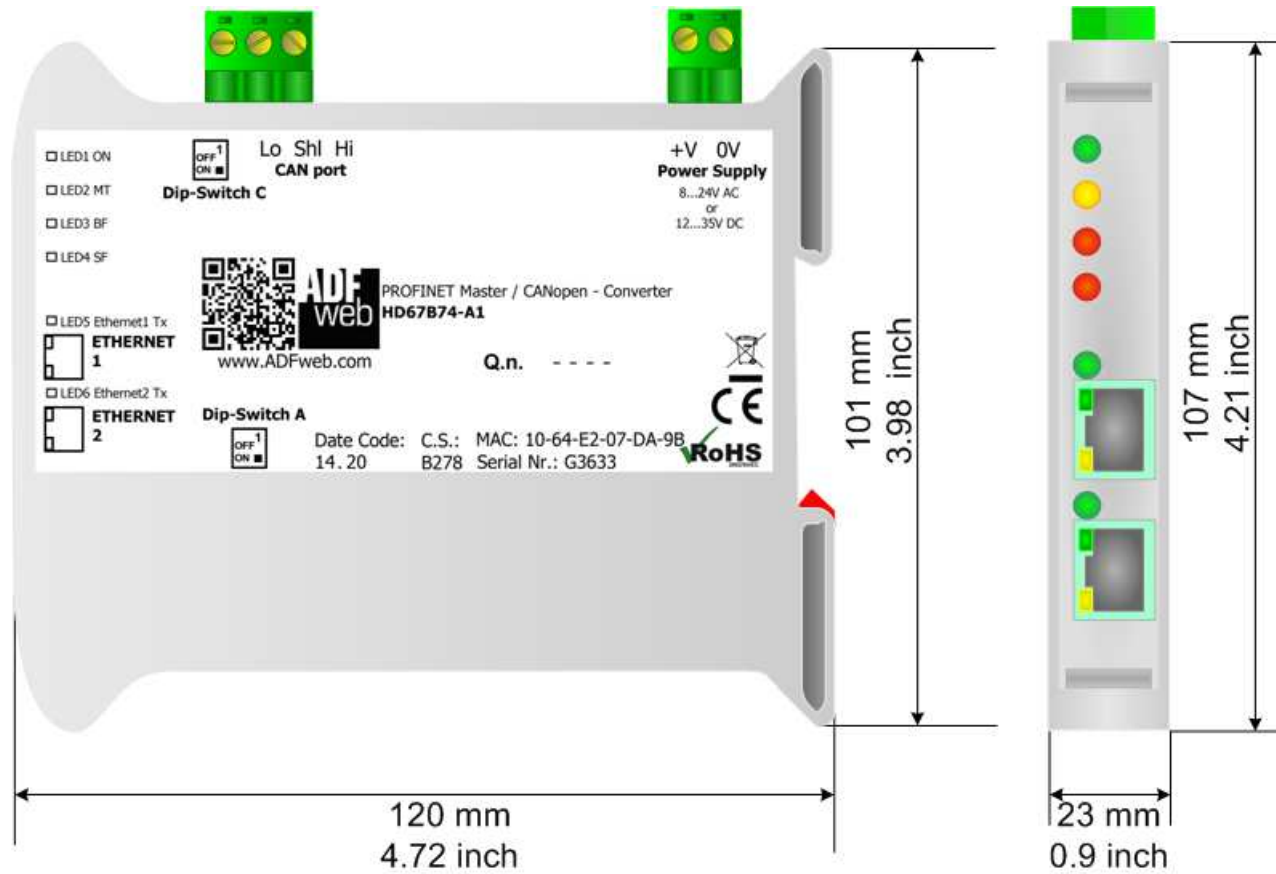 LED1 ON
LED2 MT
LED3 BF
LED4 SF
OFF 1
ON
Dip-Switch C
Lo Shl Hi
CAN port
+V 0V
Power Supply
8...24V AC
or
12...35V DC
ADF
web
www.ADFweb.com
PROFINET Master / CANopen - Converter
HD67B74-A1
Q.n. - - - -
LED5 Ethernet1 Tx
ETHERNET
1
LED6 Ethernet2 Tx
ETHERNET
2
Dip-Switch A
OFF 1
ON
Date Code: C.S.: MAC: 10-64-E2-07-DA-9B
14.20 B278 Serial Nr.: G3633
CE
RoHS
101 mm
3.98 inch
107 mm
4.21 inch
120 mm
4.72 inch
23 mm
0.9 inch